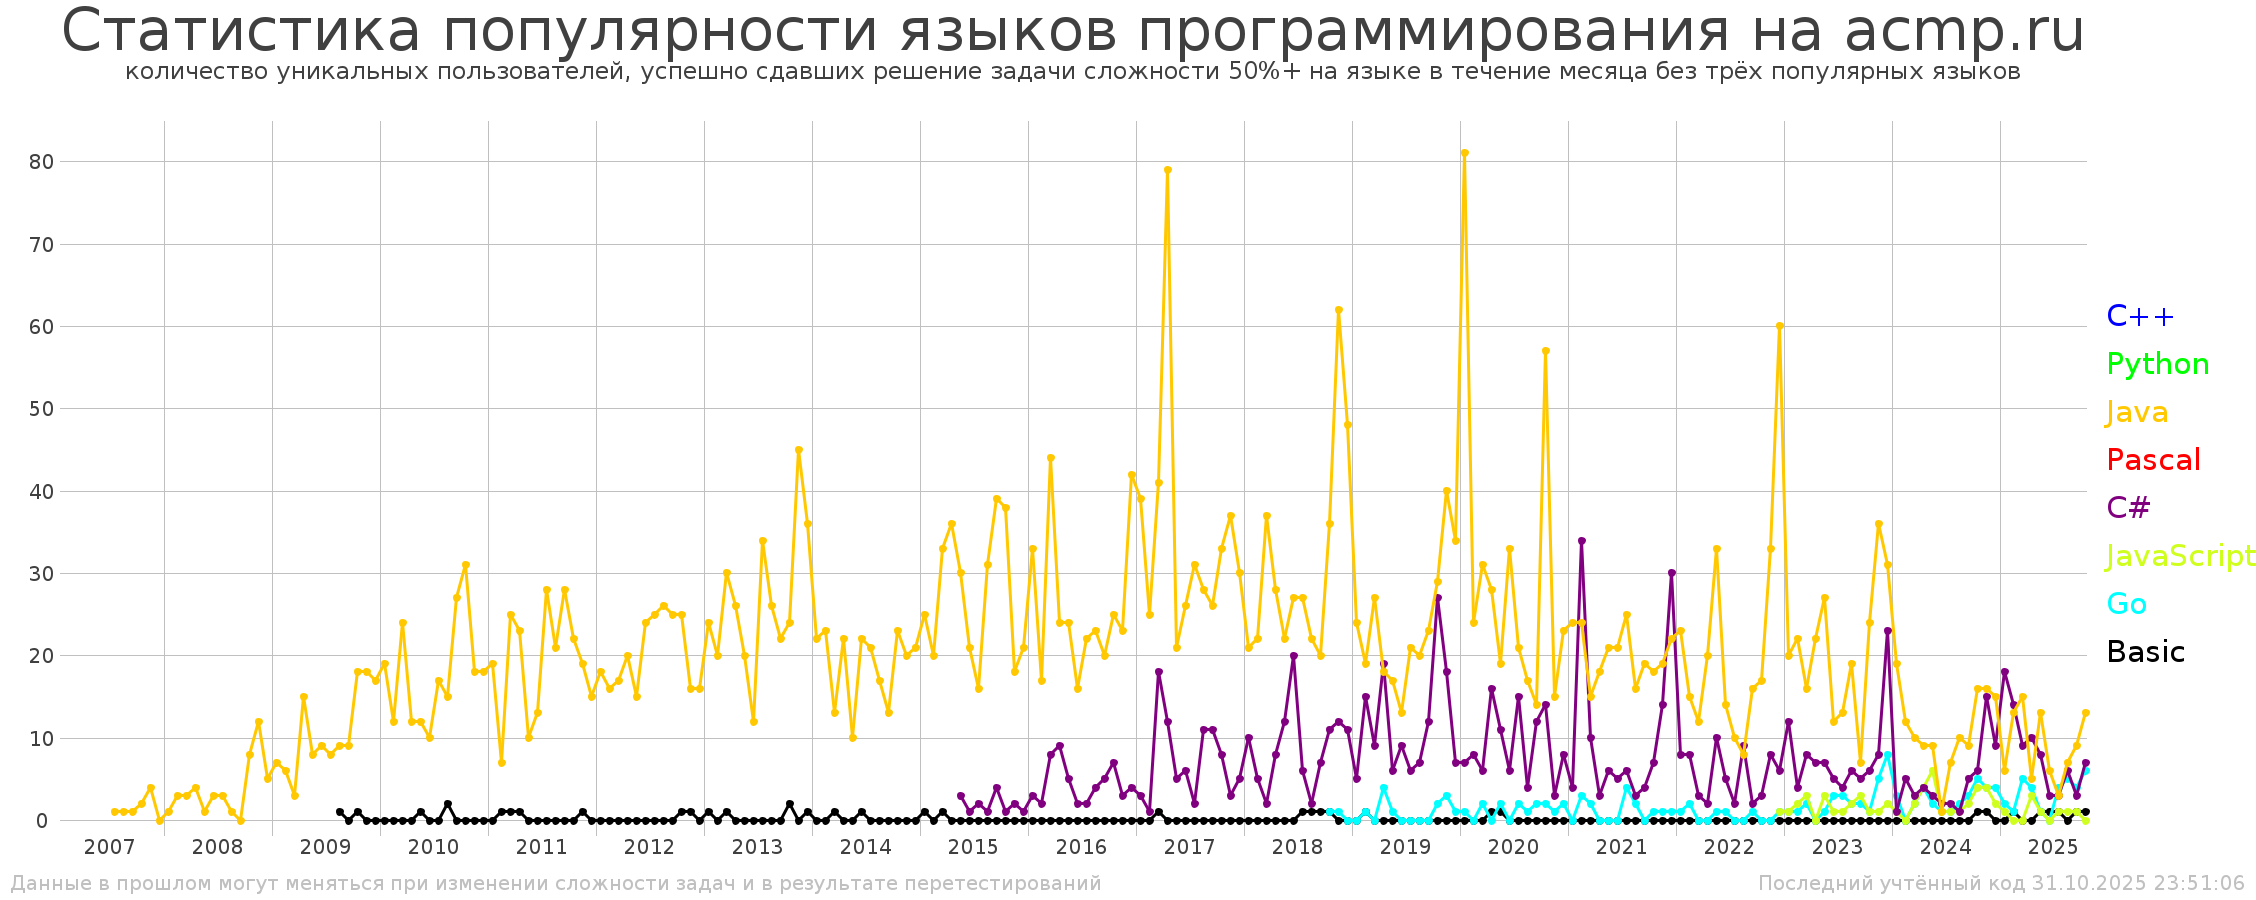 Статистика популярности языков программирования на acmp.ru
количество уникальных пользователей, успешно сдавших решение задачи сложности 50%+ на языке в течение месяца без трёх популярных языков
80
70
60
50
40
30
20
10
0
C++
Python
Java
Pascal
C#
JavaScript
Go
Basic
2007 2008 2009 2010 2011 2012 2013 2014 2015 2016 2017 2018 2019 2020 2021 2022 2023 2024 2025
Данные в прошлом могут меняться при изменении сложности задач и в результате перетестирований
Последний учтённый код 31.10.2025 23:51:06